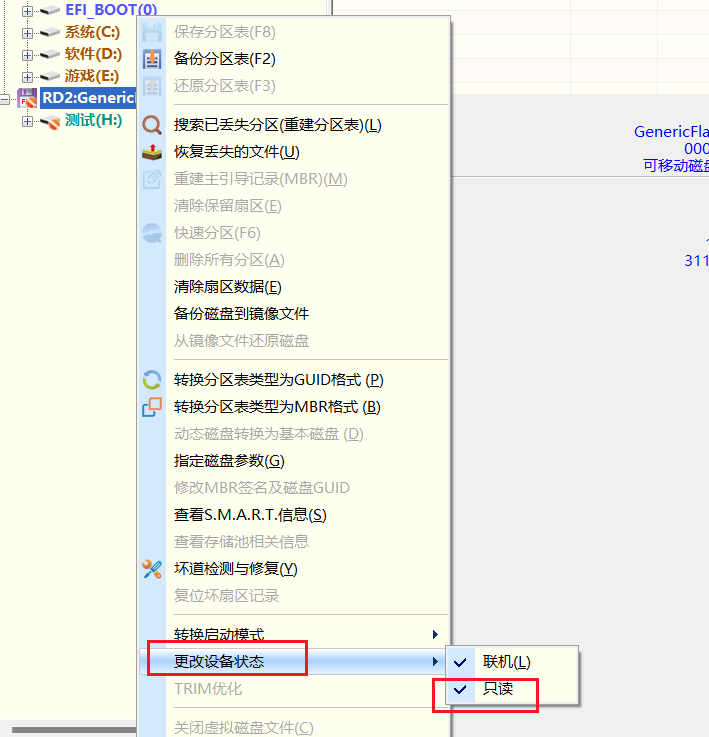 EFI_BOOT(0)
系统(C:)
软件(D:)
游戏(E:)
RD2:Generic
测试(H:)
保存分区表(F8)
备份分区表(F2)
还原分区表(F3)
搜索已丢失分区(重建分区表)(L)
恢复丢失的文件(U)
重建主引导记录(MBR)(M)
清除保留扇区(E)
快速分区(F6)
删除所有分区(A)
清除扇区数据(E)
备份磁盘到镜像文件
从镜像文件还原磁盘
转换分区表类型为GUID格式 (P)
转换分区表类型为MBR格式 (B)
动态磁盘转换为基本磁盘 (D)
指定磁盘参数(G)
修改MBR签名及磁盘GUID
查看S.M.A.R.T.信息(S)
查看存储池相关信息
坏道检测与修复(Y)
复位坏扇区记录
转换启动模式
更改设备状态
TRIM优化
关闭虚拟磁盘文件(C)
联机(L)
只读
GenericFla
000
可移动磁盘
311